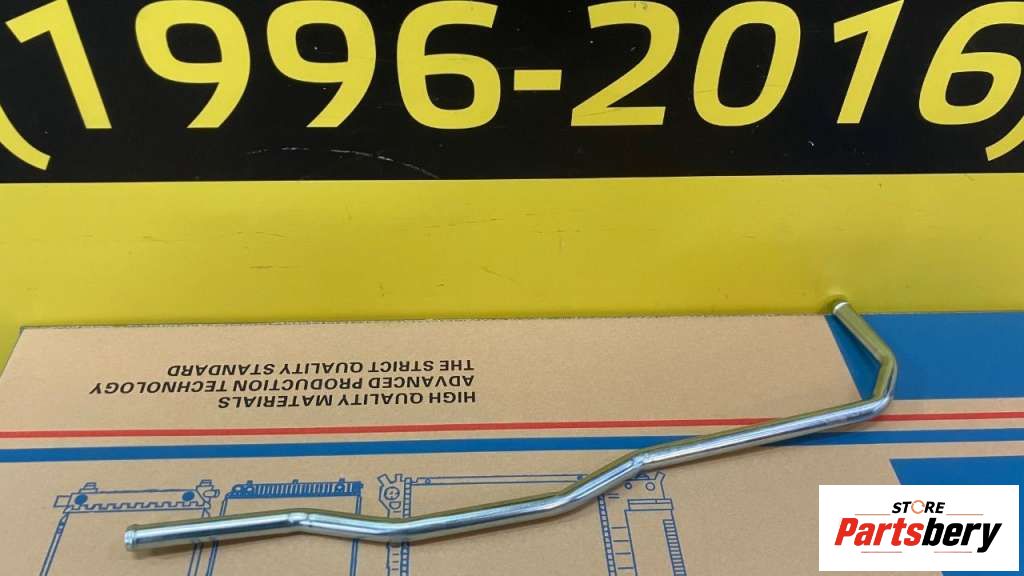 (1996-2016)
HIGH QUALITY MATERIALS
ADVANCED PRODUCTION TECHNOLOGY
THE STRICT QUALITY STANDARD
STORE
Partsbery